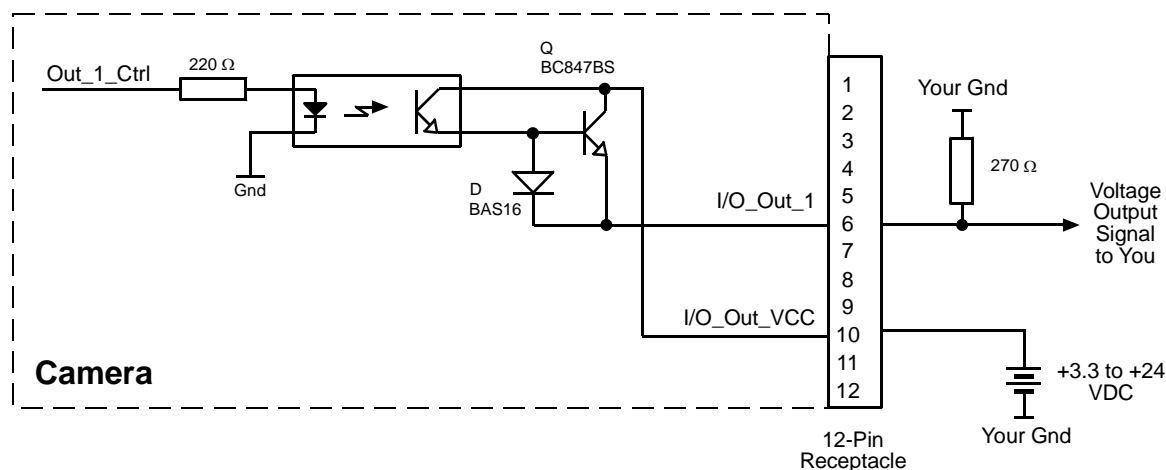 Out_1_Ctrl
220 Ω
Gnd
Q
BC847BS
D
BAS16
I/O_Out_1
I/O_Out_VCC
Camera
1
2
3
4
5
6
7
8
9
10
11
12
12-Pin
Receptacle
Your Gnd
270 Ω
Voltage
Output
Signal
to You
+3.3 to +24
VDC
Your Gnd